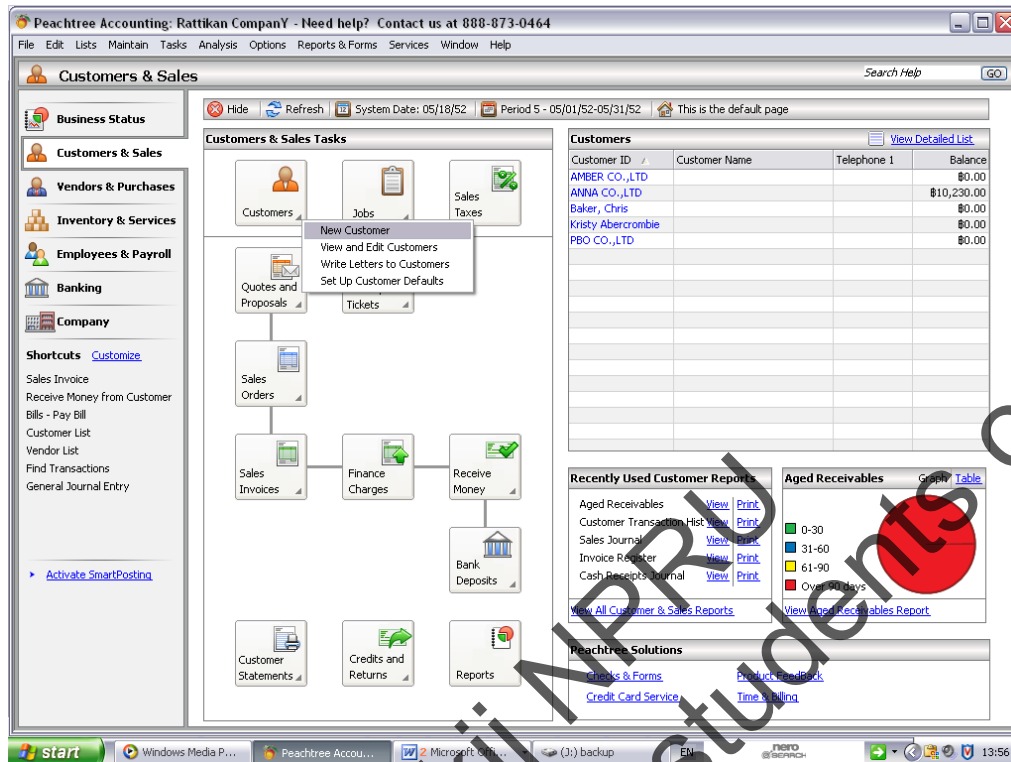 Peachtree Accounting: Rattikan CompanY - Need help? Contact us at 888-873-0464
File Edit Lists Maintain Tasks Analysis Options Reports & Forms Services Window Help
Customers & Sales
Search Help GO
Hide Refresh System Date: 05/18/52 Period 5 - 05/01/52-05/31/52 This is the default page
Business Status
Customers & Sales
Vendors & Purchases
Inventory & Services
Employees & Payroll
Banking
Company
Shortcuts Customize
Sales Invoice
Receive Money from Customer
Bills - Pay Bill
Customer List
Vendor List
Find Transactions
General Journal Entry
Activate SmartPosting
Customers & Sales Tasks
Customers
Jobs
Sales Taxes
New Customer
View and Edit Customers
Write Letters to Customers
Set Up Customer Defaults
Quotes and Proposals
Tickets
Sales Orders
Sales Invoices
Finance Charges
Receive Money
Bank Deposits
Customer Statements
Credits and Returns
Reports
Customers View Detailed List
Customer ID Customer Name Telephone 1 Balance
AMBER CO.,LTD ฿0.00
ANNA CO.,LTD ฿10,230.00
Baker, Chris ฿0.00
Kristy Abercrombie ฿0.00
PBO CO.,LTD ฿0.00
Recently Used Customer Reports
Aged Receivables View Print
Customer Transaction Hist View Print
Sales Journal View Print
Invoice Register View Print
Cash Receipts Journal View Print
View All Customer & Sales Reports
Aged Receivables Graph Table
0-30
31-60
61-90
Over 90 days
View Aged Receivables Report
Peachtree Solutions
Checks & Forms Product FeedBack
Credit Card Service Time & Billing
start Windows Media P... Peachtree Accou... 2 Microsoft Offi... (J:) backup EN nero SEARCH 13:56
NPRU
students